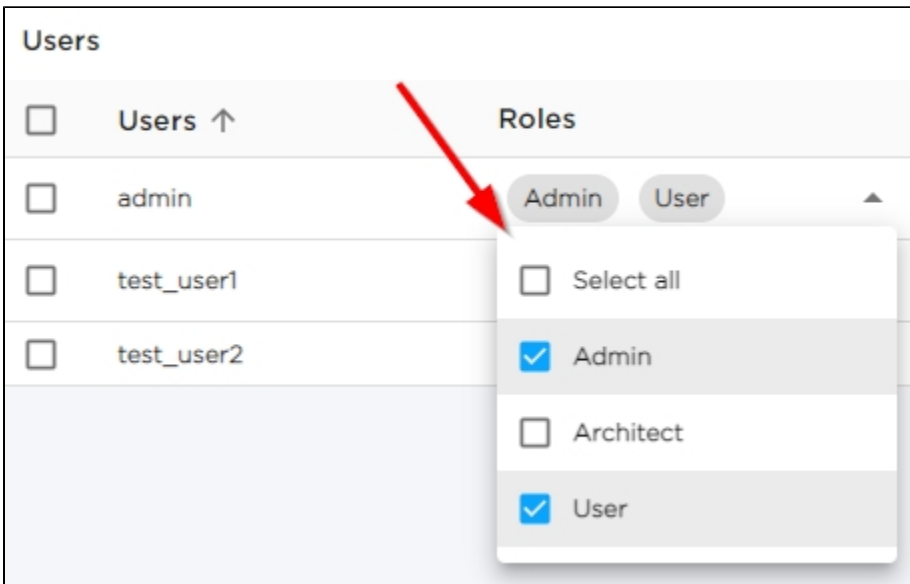 Users
Users ↑ Roles
admin Admin User
test_user1 Select all
test_user2 Admin
Architect
User